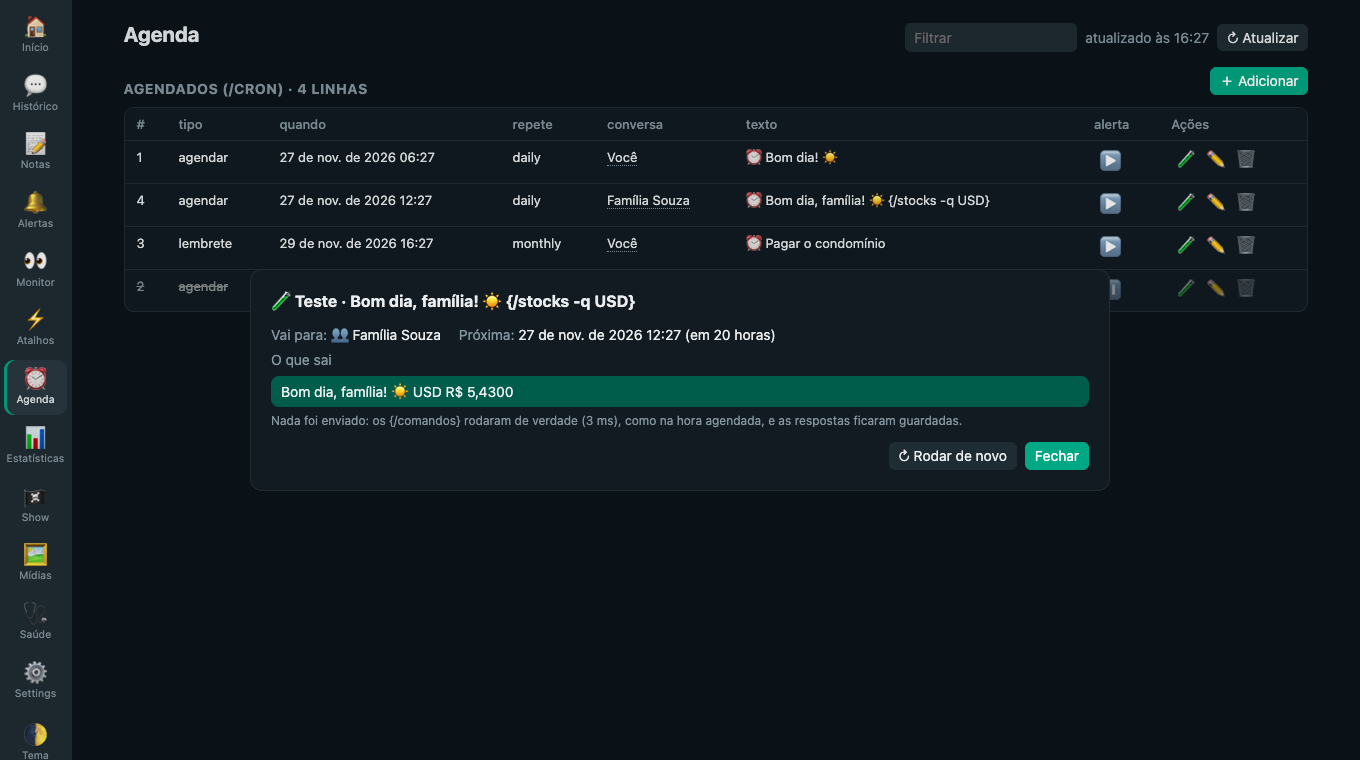 Início
Histórico
Notas
Alertas
Monitor
Atalhos
Agenda
Estatísticas
Show
Mídias
Saúde
Settings
Tema
Agenda
Filtrar
atualizado às 16:27
↻ Atualizar
AGENDADOS (/CRON) · 4 LINHAS
+ Adicionar
# tipo quando repete conversa texto alerta Ações
1 agendar 27 de nov. de 2026 06:27 daily Você ⏰ Bom dia! ☀️
4 agendar 27 de nov. de 2026 12:27 daily Família Souza ⏰ Bom dia, família! ☀️ {/stocks -q USD}
3 lembrete 29 de nov. de 2026 16:27 monthly Você ⏰ Pagar o condomínio
2 agendar
Teste · Bom dia, família! ☀️ {/stocks -q USD}
Vai para: 👥 Família Souza Próxima: 27 de nov. de 2026 12:27 (em 20 horas)
O que sai
Bom dia, família! ☀️ USD R$ 5,4300
Nada foi enviado: os {/comandos} rodaram de verdade (3 ms), como na hora agendada, e as respostas ficaram guardadas.
↻ Rodar de novo
Fechar